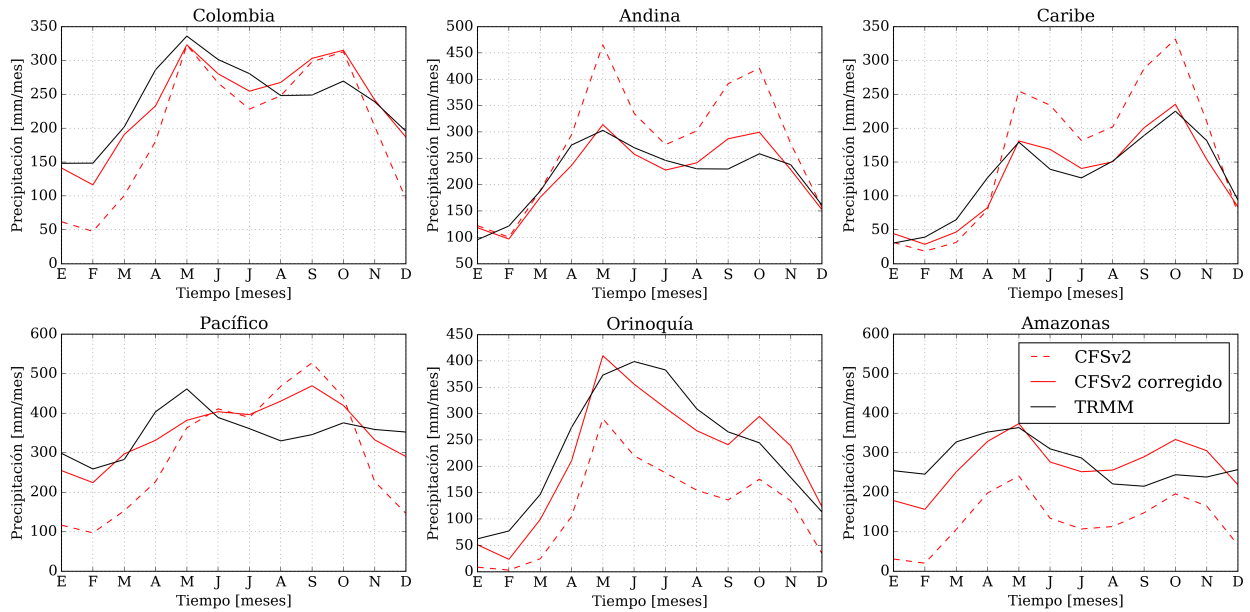 Colombia
Precipitación [mm/mes]
350
300
250
200
150
100
50
0
E F M A M J J A S O N D
Tiempo [meses]
Andina
Precipitación [mm/mes]
500
450
400
350
300
250
200
150
100
50
E F M A M J J A S O N D
Tiempo [meses]
Caribe
Precipitación [mm/mes]
350
300
250
200
150
100
50
0
E F M A M J J A S O N D
Tiempo [meses]
Pacífico
Precipitación [mm/mes]
600
500
400
300
200
100
0
E F M A M J J A S O N D
Tiempo [meses]
Orinoquía
Precipitación [mm/mes]
450
400
350
300
250
200
150
100
50
0
E F M A M J J A S O N D
Tiempo [meses]
Amazonas
Precipitación [mm/mes]
600
500
400
300
200
100
0
CFSv2
CFSv2 corregido
TRMM
E F M A M J J A S O N D
Tiempo [meses]